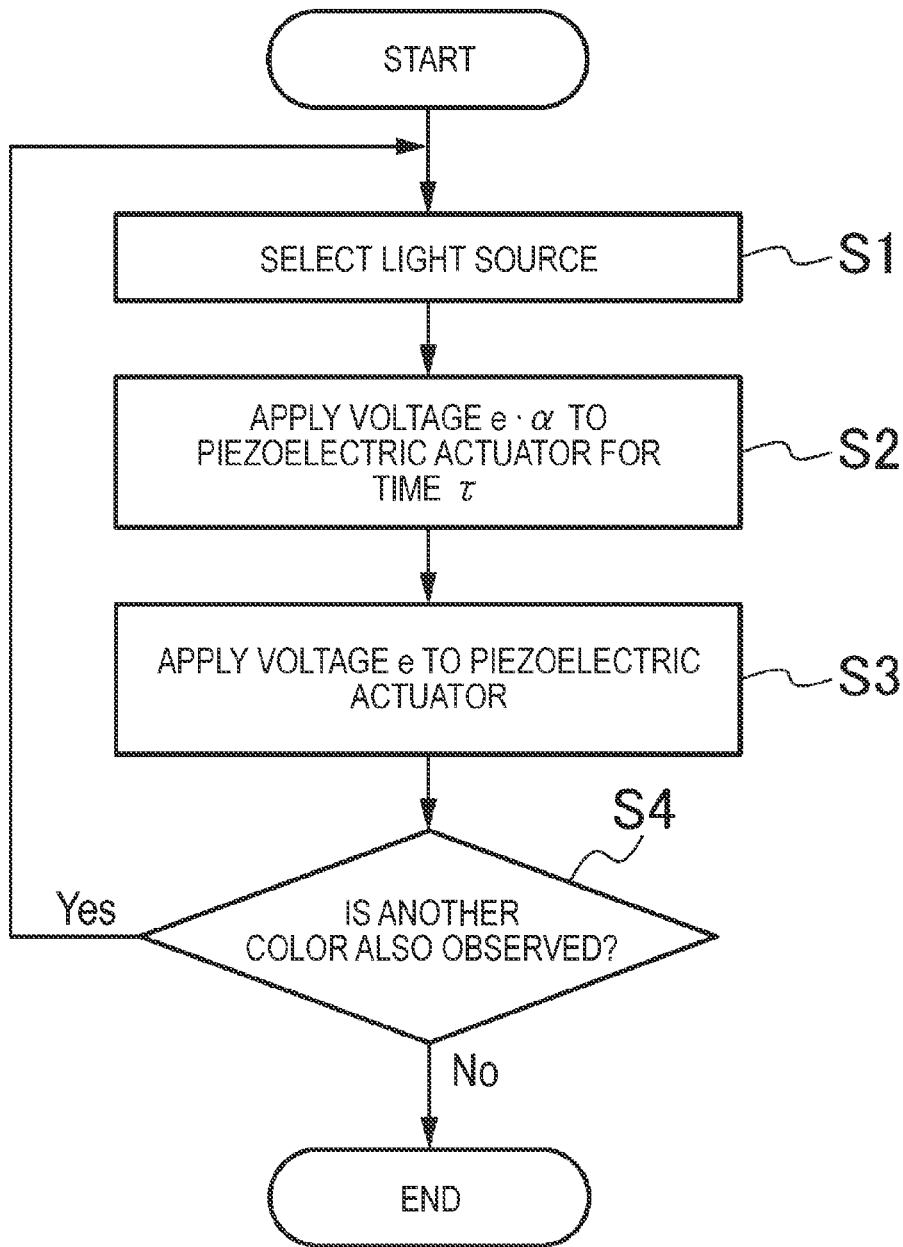 START
SELECT LIGHT SOURCE
S1
APPLY VOLTAGE e · α TO
PIEZOELECTRIC ACTUATOR FOR
TIME τ
S2
APPLY VOLTAGE e TO PIEZOELECTRIC
ACTUATOR
S3
S4
IS ANOTHER
COLOR ALSO OBSERVED?
Yes
No
END